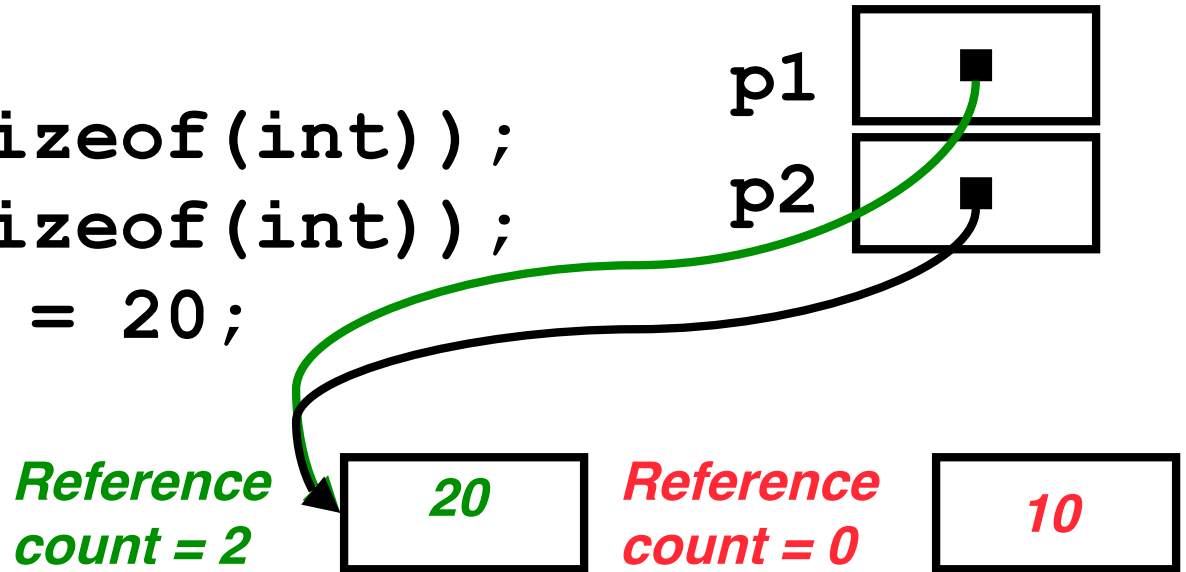 p1
izeof(int));
p2
izeof(int));
= 20;
Reference
count = 2
20
Reference
count = 0
10